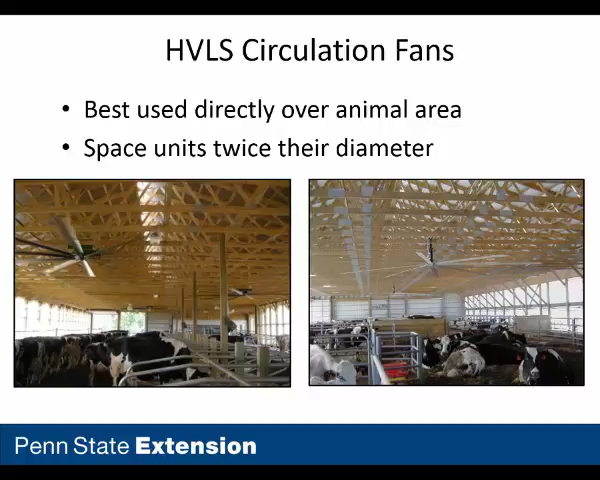 HVLS Circulation Fans
• Best used directly over animal area
• Space units twice their diameter
Penn State Extension